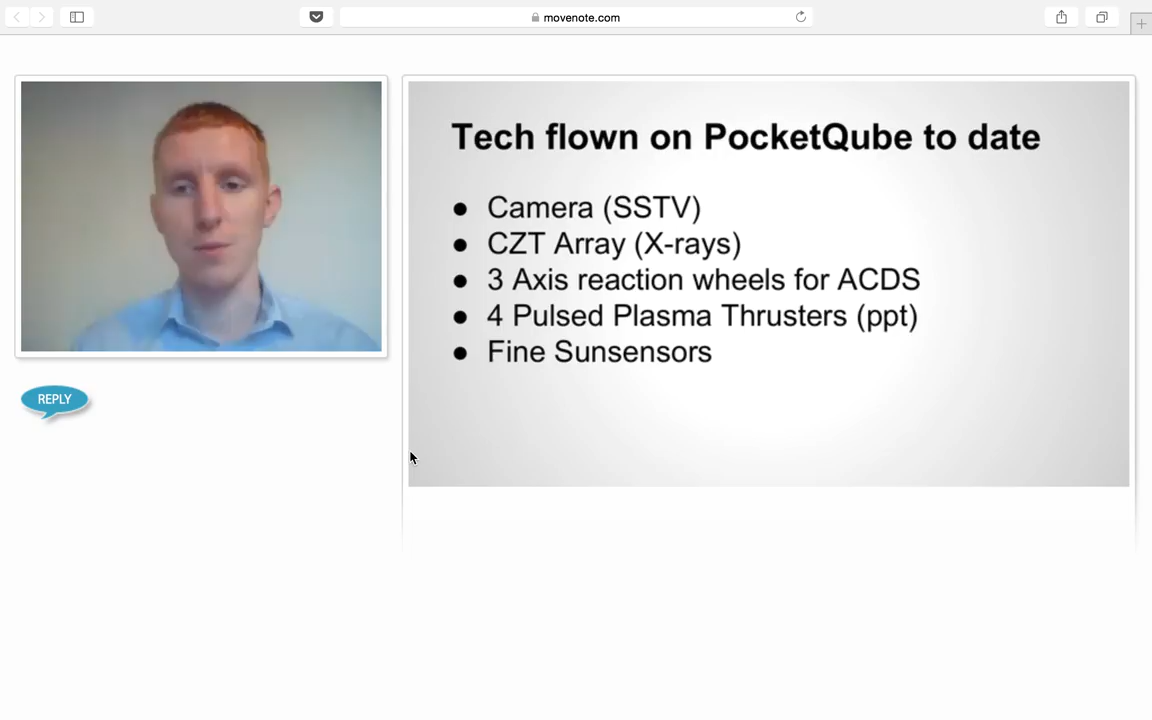 movenote.com
Tech flown on PocketQube to date
● Camera (SSTV)
● CZT Array (X-rays)
● 3 Axis reaction wheels for ACDS
● 4 Pulsed Plasma Thrusters (ppt)
● Fine Sunsensors
REPLY